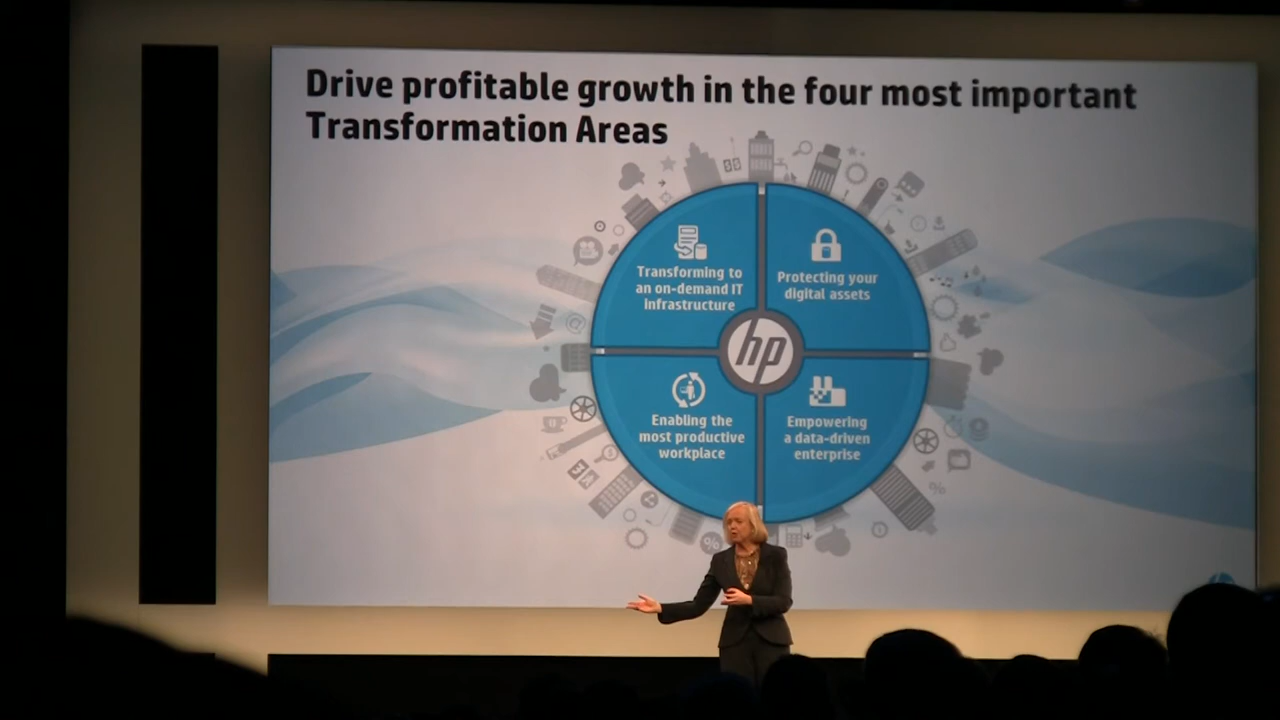 Drive profitable growth in the four most important
Transformation Areas
Transforming to
an on-demand IT
infrastructure
Protecting your
digital assets
hp
Enabling the
most productive
workplace
Empowering
a data-driven
enterprise
@
%
%